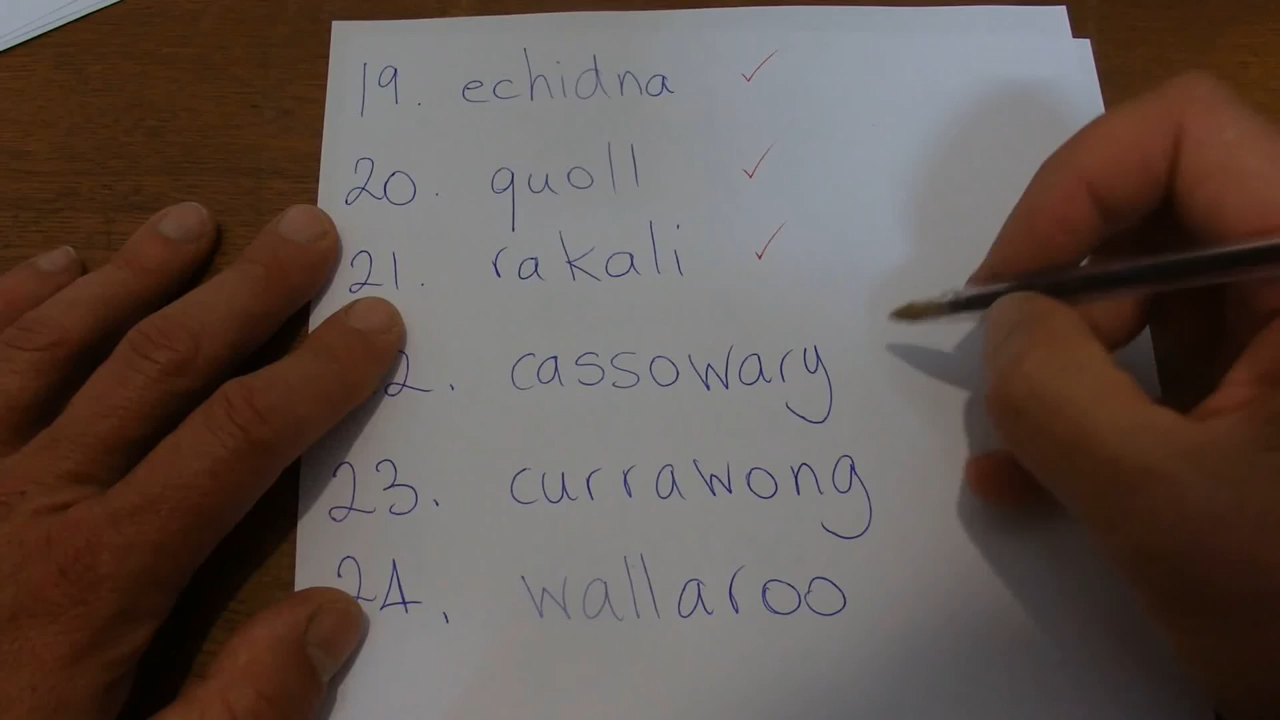 19. echidna ✓
20. quoll ✓
21. rakali ✓
2. cassowary
23. currawong
24. wallaroo